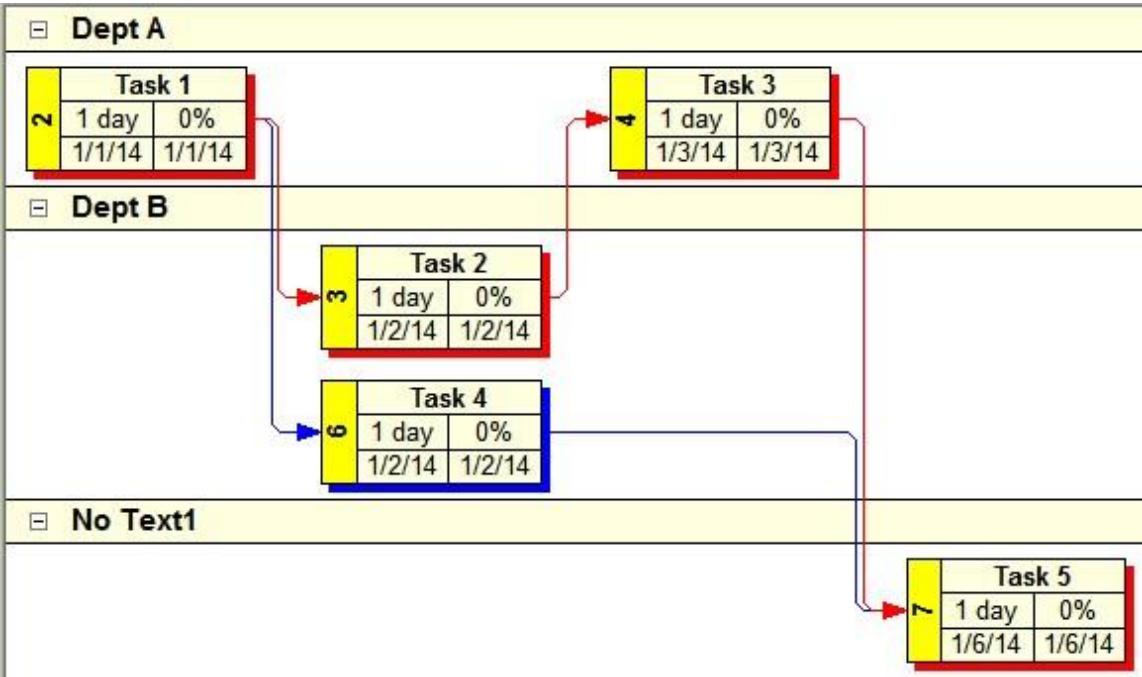 Dept A
2
Task 1
1 day 0%
1/1/14 1/1/14
4
Task 3
1 day 0%
1/3/14 1/3/14
Dept B
3
Task 2
1 day 0%
1/2/14 1/2/14
6
Task 4
1 day 0%
1/2/14 1/2/14
No Text1
7
Task 5
1 day 0%
1/6/14 1/6/14